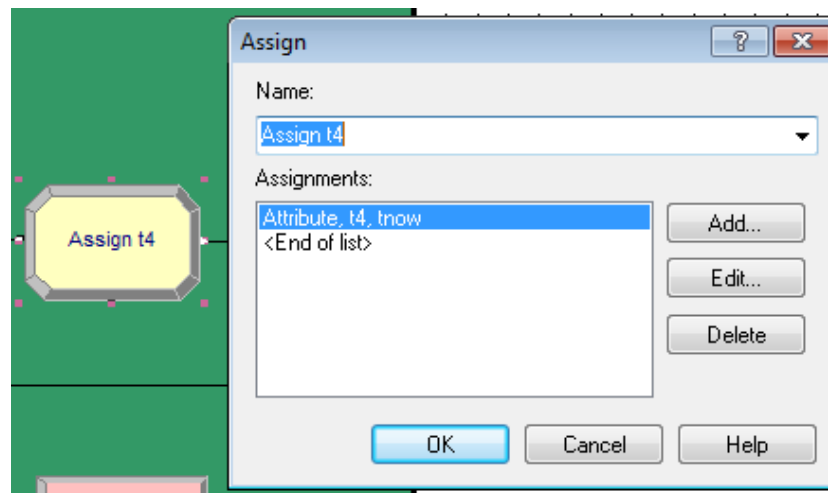 Assign
Name:
Assign t4
Assignments:
Assign t4
Attribute, t4, tnow
<End of list>
Add...
Edit...
Delete
OK
Cancel
Help